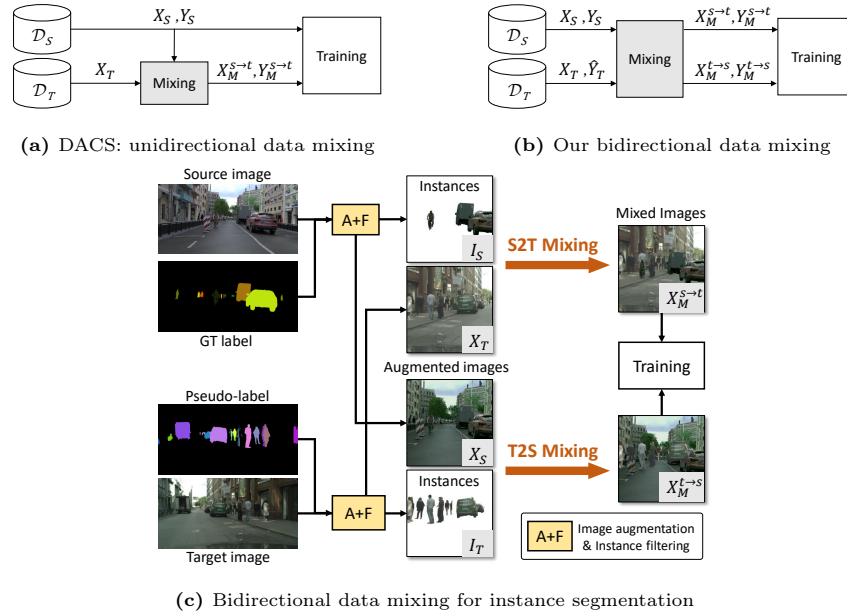 X_S ,Y_S
D_S
X_T
D_T
Mixing
X_M^{s→t},Y_M^{s→t}
Training
(a) DACS: unidirectional data mixing
X_S,Y_S
D_S
X_T ,Ŷ_T
D_T
Mixing
X_M^{s→t},Y_M^{s→t}
X_M^{t→s},Y_M^{t→s}
Training
(b) Our bidirectional data mixing
Source image
GT label
A+F
Instances
I_S
X_T
S2T Mixing
Mixed Images
X_M^{s→t}
Training
Pseudo-label
Target image
A+F
Augmented images
X_S
Instances
I_T
T2S Mixing
X_M^{t→s}
A+F
Image augmentation
& Instance filtering
(c) Bidirectional data mixing for instance segmentation